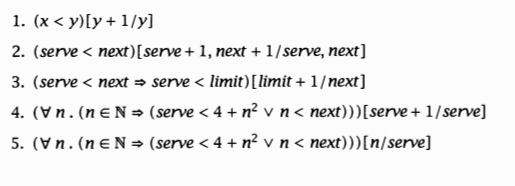 1. (x < y)[y + 1/y]
2. (serve < next)[serve + 1, next + 1/serve, next]
3. (serve < next ⇒ serve < limit)[limit + 1/next]
4. (∀ n . (n ∈ ℕ ⇒ (serve < 4 + n² ∨ n < next)))[serve + 1/serve]
5. (∀ n . (n ∈ ℕ ⇒ (serve < 4 + n² ∨ n < next)))[n/serve]